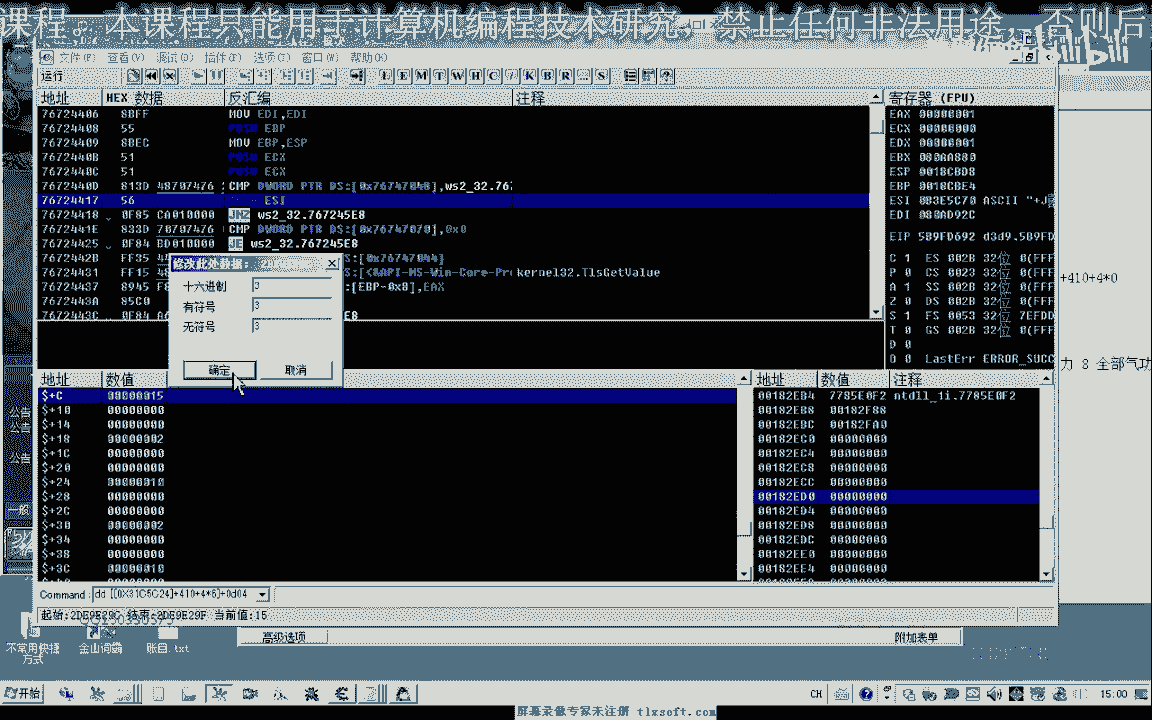 课程。本课程只能用于计算机编程技术研究，禁止任何非法用途，否则后
文件(F) 查看(V) 调试(D) 插件(P) 选项(T) 窗口(W) 帮助(H)
运行 L E M T W H C / K B R ... S
地址 HEX 数据 反汇编 注释 寄存器 (FPU)
76724406 8BFF MOV EDI,EDI
76724408 55 PUSH EBP
76724409 8BEC MOV EBP,ESP
7672440B 51 PUSH ECX
7672440C 51 PUSH ECX
7672440D 813D 48707476 CMP DWORD PTR DS:[0x76747048],ws2_32.767
76724417 56 ESI
76724418 0F85 CA010000 JNZ ws2_32.767245E8
7672441E 833D 70707476 CMP DWORD PTR DS:[0x76747070],0x0
76724425 0F84 BD010000 JE ws2_32.767245E8
7672442B FF35
76724431 FF15 kernel32.TlsGetValue
76724437 8945 F8 [EBP-0x8],EAX
7672443A 85C0
7672443C 0F84
EAX 00000001
ECX 00000000
EDX 00000001
EBX 080AA880
ESP 0018CBD8
EBP 0018CBE4
ESI 8D3E5C70 ASCII
EDI 080AD92C
EIP 5B9FD692 d3d9.5B9FD
C 1 ES 002B 32位 0(FFF
P 0 CS 0023 32位 0(FFF
A 1 SS 002B 32位 0(FFF
Z 0 DS 002B 32位 0(FFF
S 1 FS 0053 32位 7EFDD
T 0 GS 002B 32位 0(FFF
D 0
O 0 LastErr ERROR_SUCC
修改此处数据:
十六进制 3
有符号 3
无符号 3
确定 取消
+410+4*0
力 8 全部气功
地址 数值
$+C 00000015
$+10 00000000
$+14 00000000
$+18 00000002
$+1C 00000000
$+20 00000000
$+24 00000010
$+28 00000000
$+2C 00000000
$+30 00000002
$+34 00000000
$+38 00000000
$+3C 00000010
地址 数值 注释
00182EB4 7785E0F2 ntdll_1i.7785E0F2
00182EB8 00182F88
00182EBC 00182FA0
00182EC0 00000000
00182EC4 00000000
00182EC8 00000000
00182ECC 00000000
00182ED0 00000000
00182ED4 00000000
00182ED8 00000000
00182EDC 00000000
00182EE0 00000000
00182EE4 00000000
Command: dd [[0X31C5C24]+410+4*6]+0d04
起始:2DE9E29C 结束:2DE9E29F 当前值:15
公告
公告
公告
一般
高级选项 附加表单
不常用快捷方式 金山词霸 账目.txt
开始 CH 15:00
屏幕录像专家未注册 tlxsoft.com